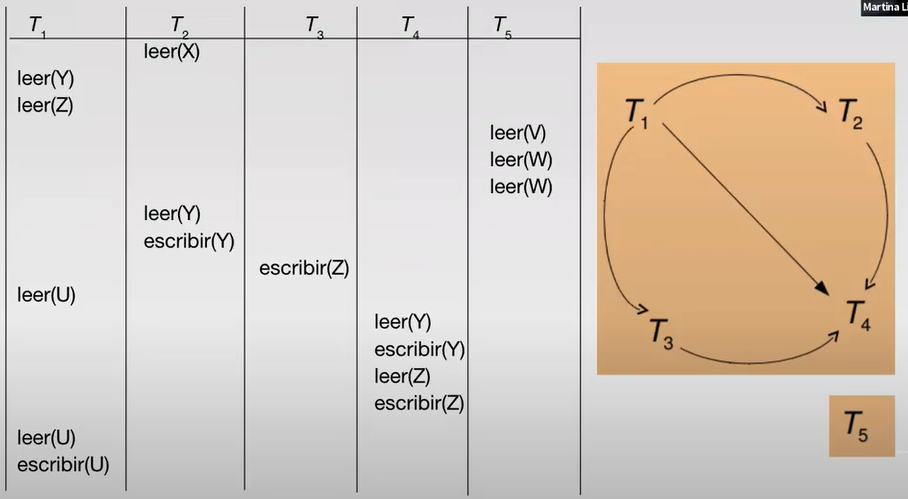 Martina Li
T1 T2 T3 T4 T5
leer(X)
leer(Y)
leer(Z)
leer(V)
leer(W)
leer(W)
leer(Y)
escribir(Y)
escribir(Z)
leer(U)
leer(Y)
escribir(Y)
leer(Z)
escribir(Z)
leer(U)
escribir(U)
T1
T2
T4
T3
T5